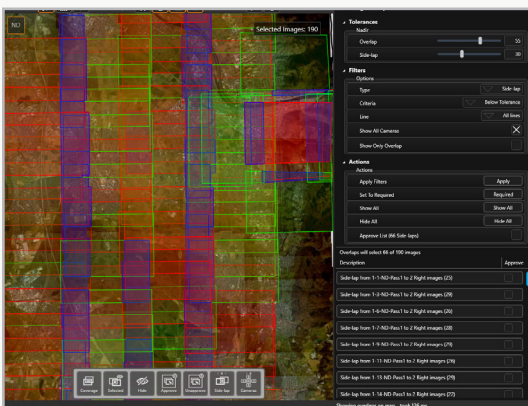 ND
Selected Images: 190
Tolerances
Nadir
Overlap 55
Side-lap 30
Filters
Options
Type Side-lap
Criteria Below Tolerance
Line All lines
Show All Cameras
Show Only Overlap
Actions
Actions
Apply Filters Apply
Set To Required Required
Show All Show All
Hide All Hide All
Approve List (66 Side laps)
Overlaps will select 66 of 190 images
Description Approve
Side-lap from 1-1-ND-Pass1 to 2 Right images (25)
Side-lap from 1-3-ND-Pass1 to 2 Right images (29)
Side-lap from 1-6-ND-Pass1 to 2 Right images (26)
Side-lap from 1-7-ND-Pass1 to 2 Right images (28)
Side-lap from 1-9-ND-Pass1 to 2 Right images (29)
Side-lap from 1-11-ND-Pass1 to 2 Right images (26)
Side-lap from 1-13-ND-Pass1 to 2 Right images (29)
Side-lap from 1-14-ND-Pass1 to 2 Right images (27)
Coverage Selected Hide Approve Unapprove Side-lap Cameras